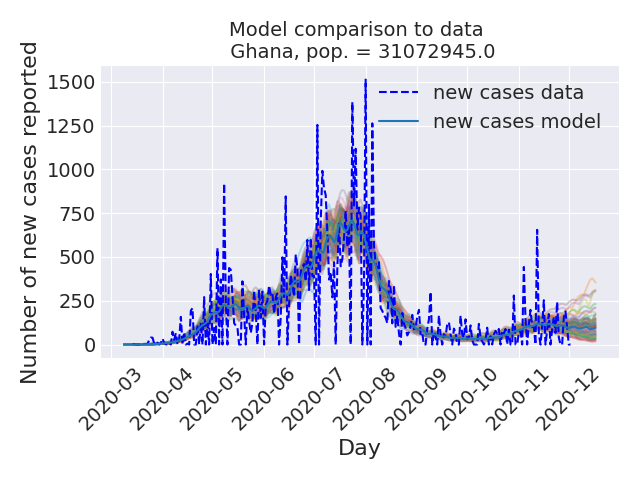 Model comparison to data
Ghana, pop. = 31072945.0
Number of new cases reported
1500
1250
1000
750
500
250
0
new cases data
new cases model
2020-03
2020-04
2020-05
2020-06
2020-07
2020-08
2020-09
2020-10
2020-11
2020-12
Day